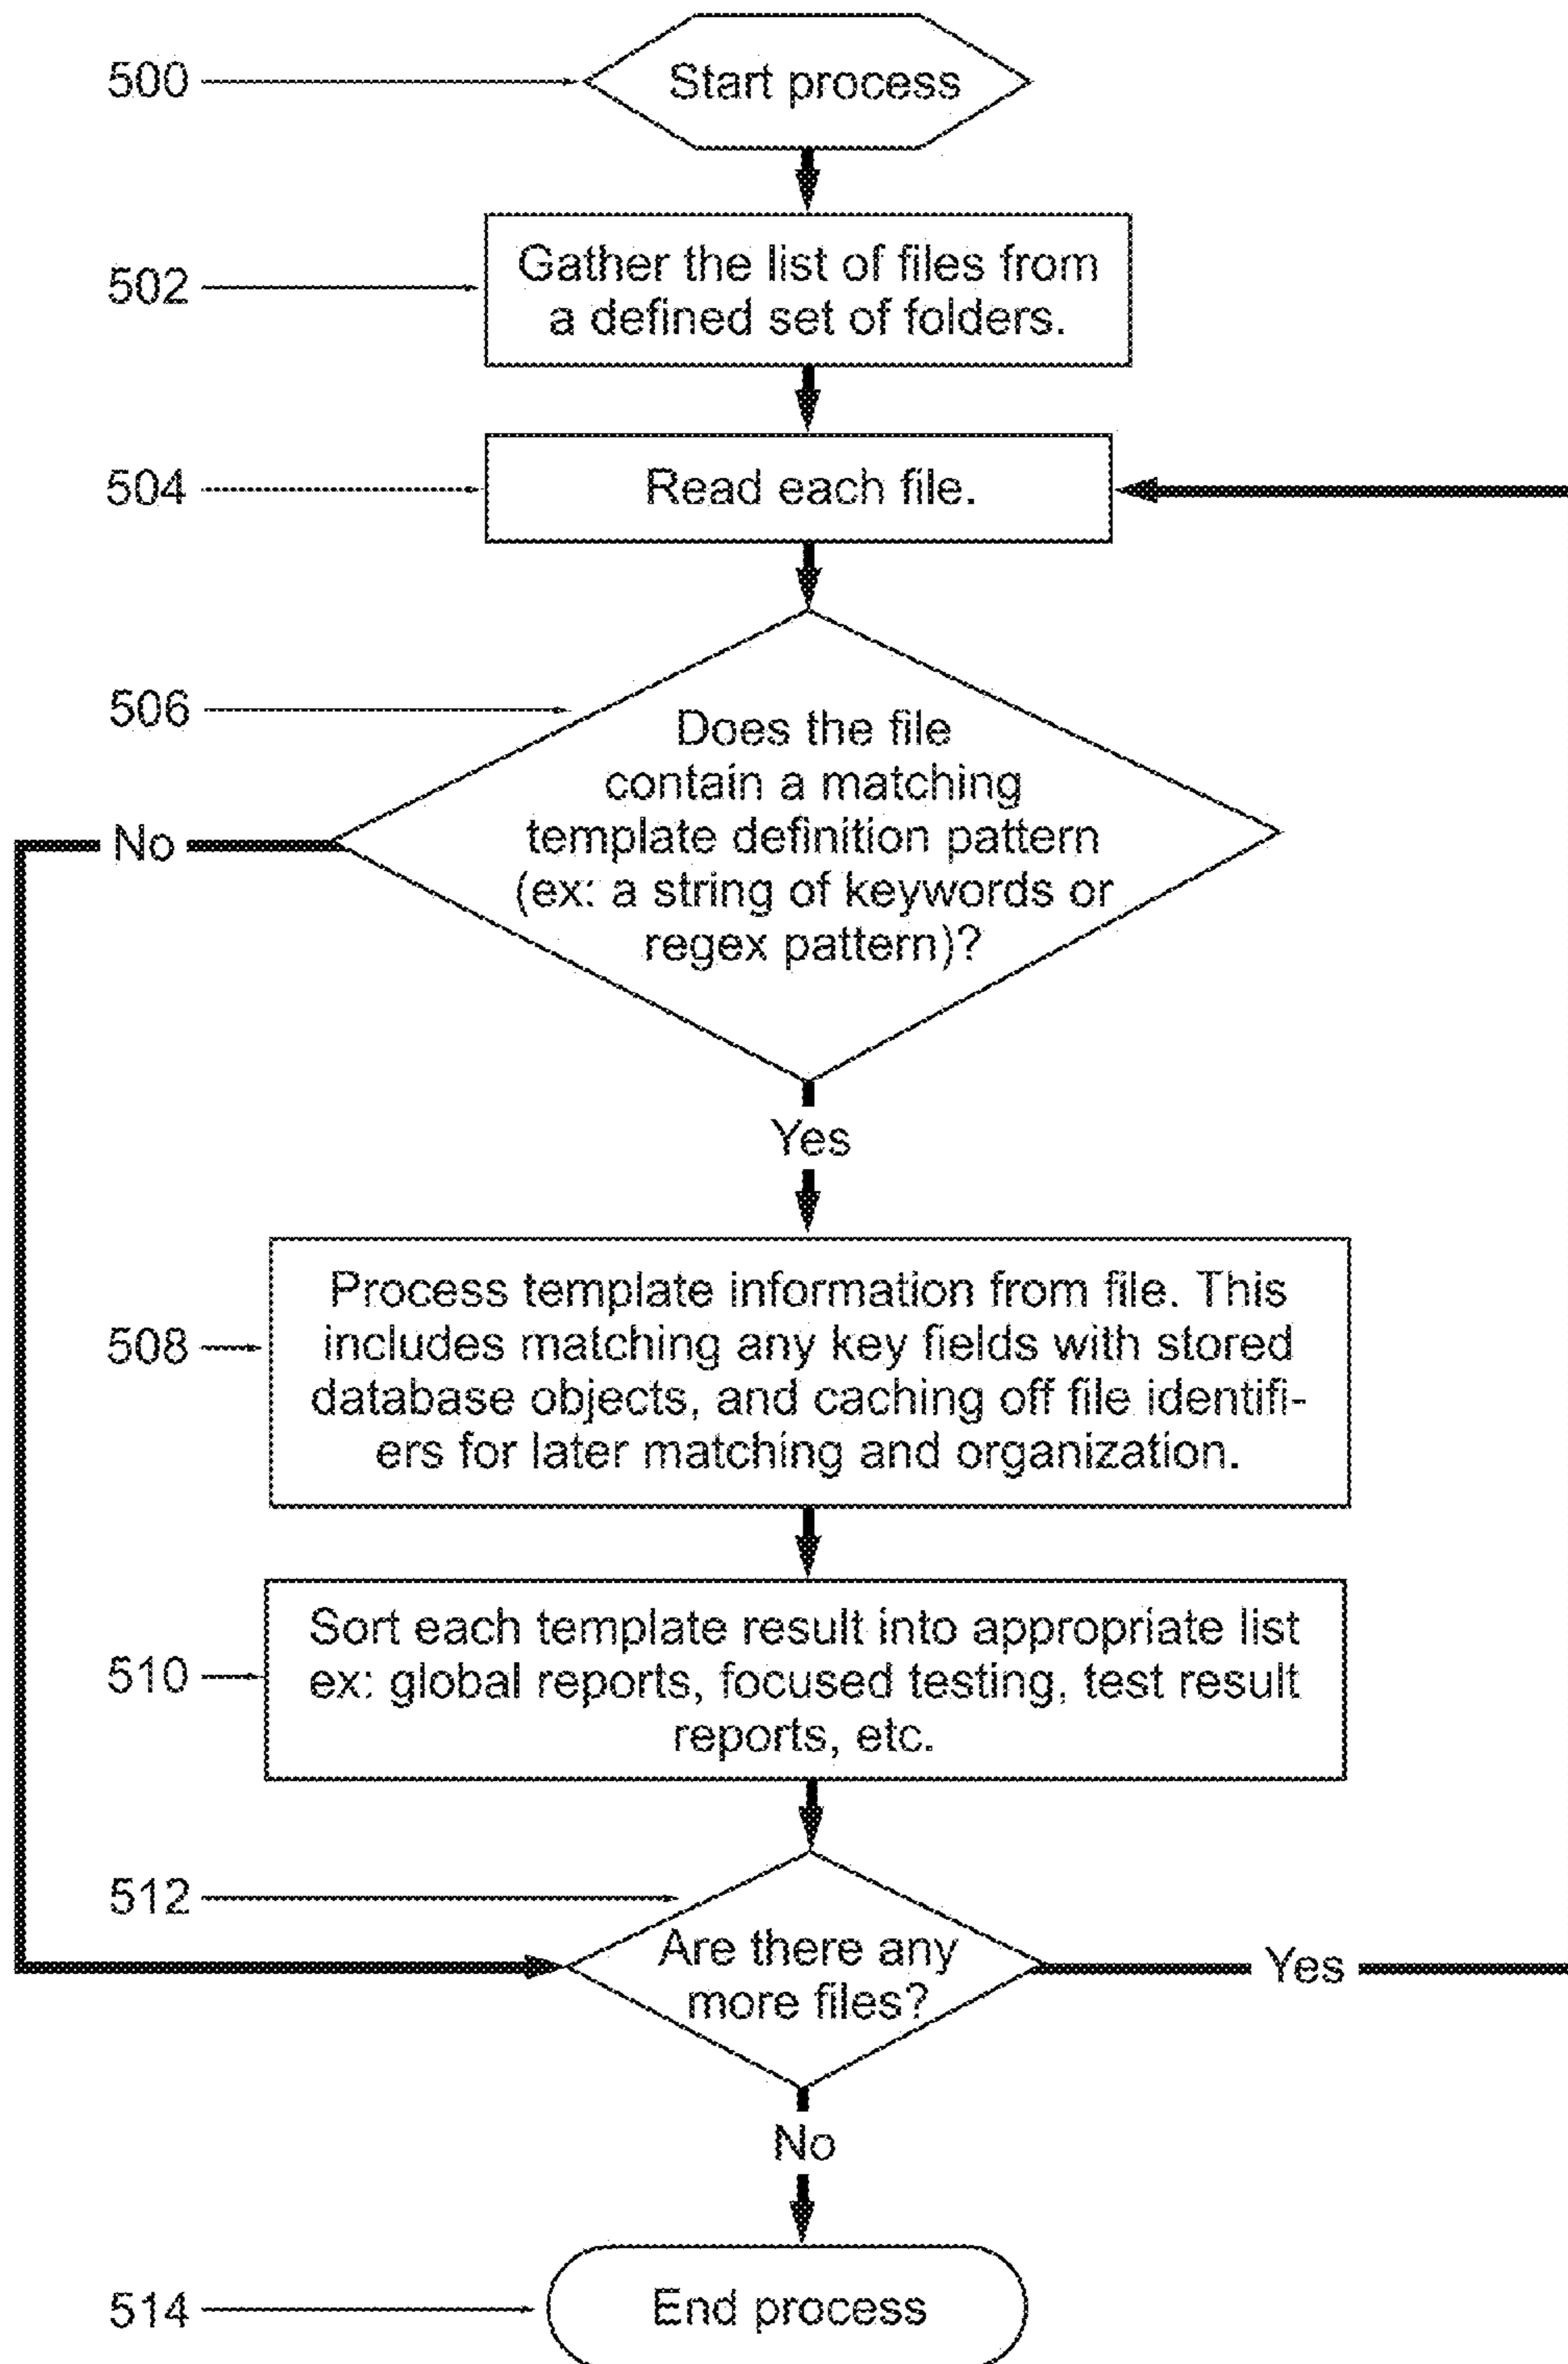 500
Start process
502
Gather the list of files from
a defined set of folders.
504
Read each file.
506
Does the file
contain a matching
template definition pattern
(ex: a string of keywords or
regex pattern)?
No
Yes
508
Process template information from file. This
includes matching any key fields with stored
database objects, and caching off file identifi-
ers for later matching and organization.
510
Sort each template result into appropriate list
ex: global reports, focused testing, test result
reports, etc.
512
Are there any
more files?
Yes
No
514
End process